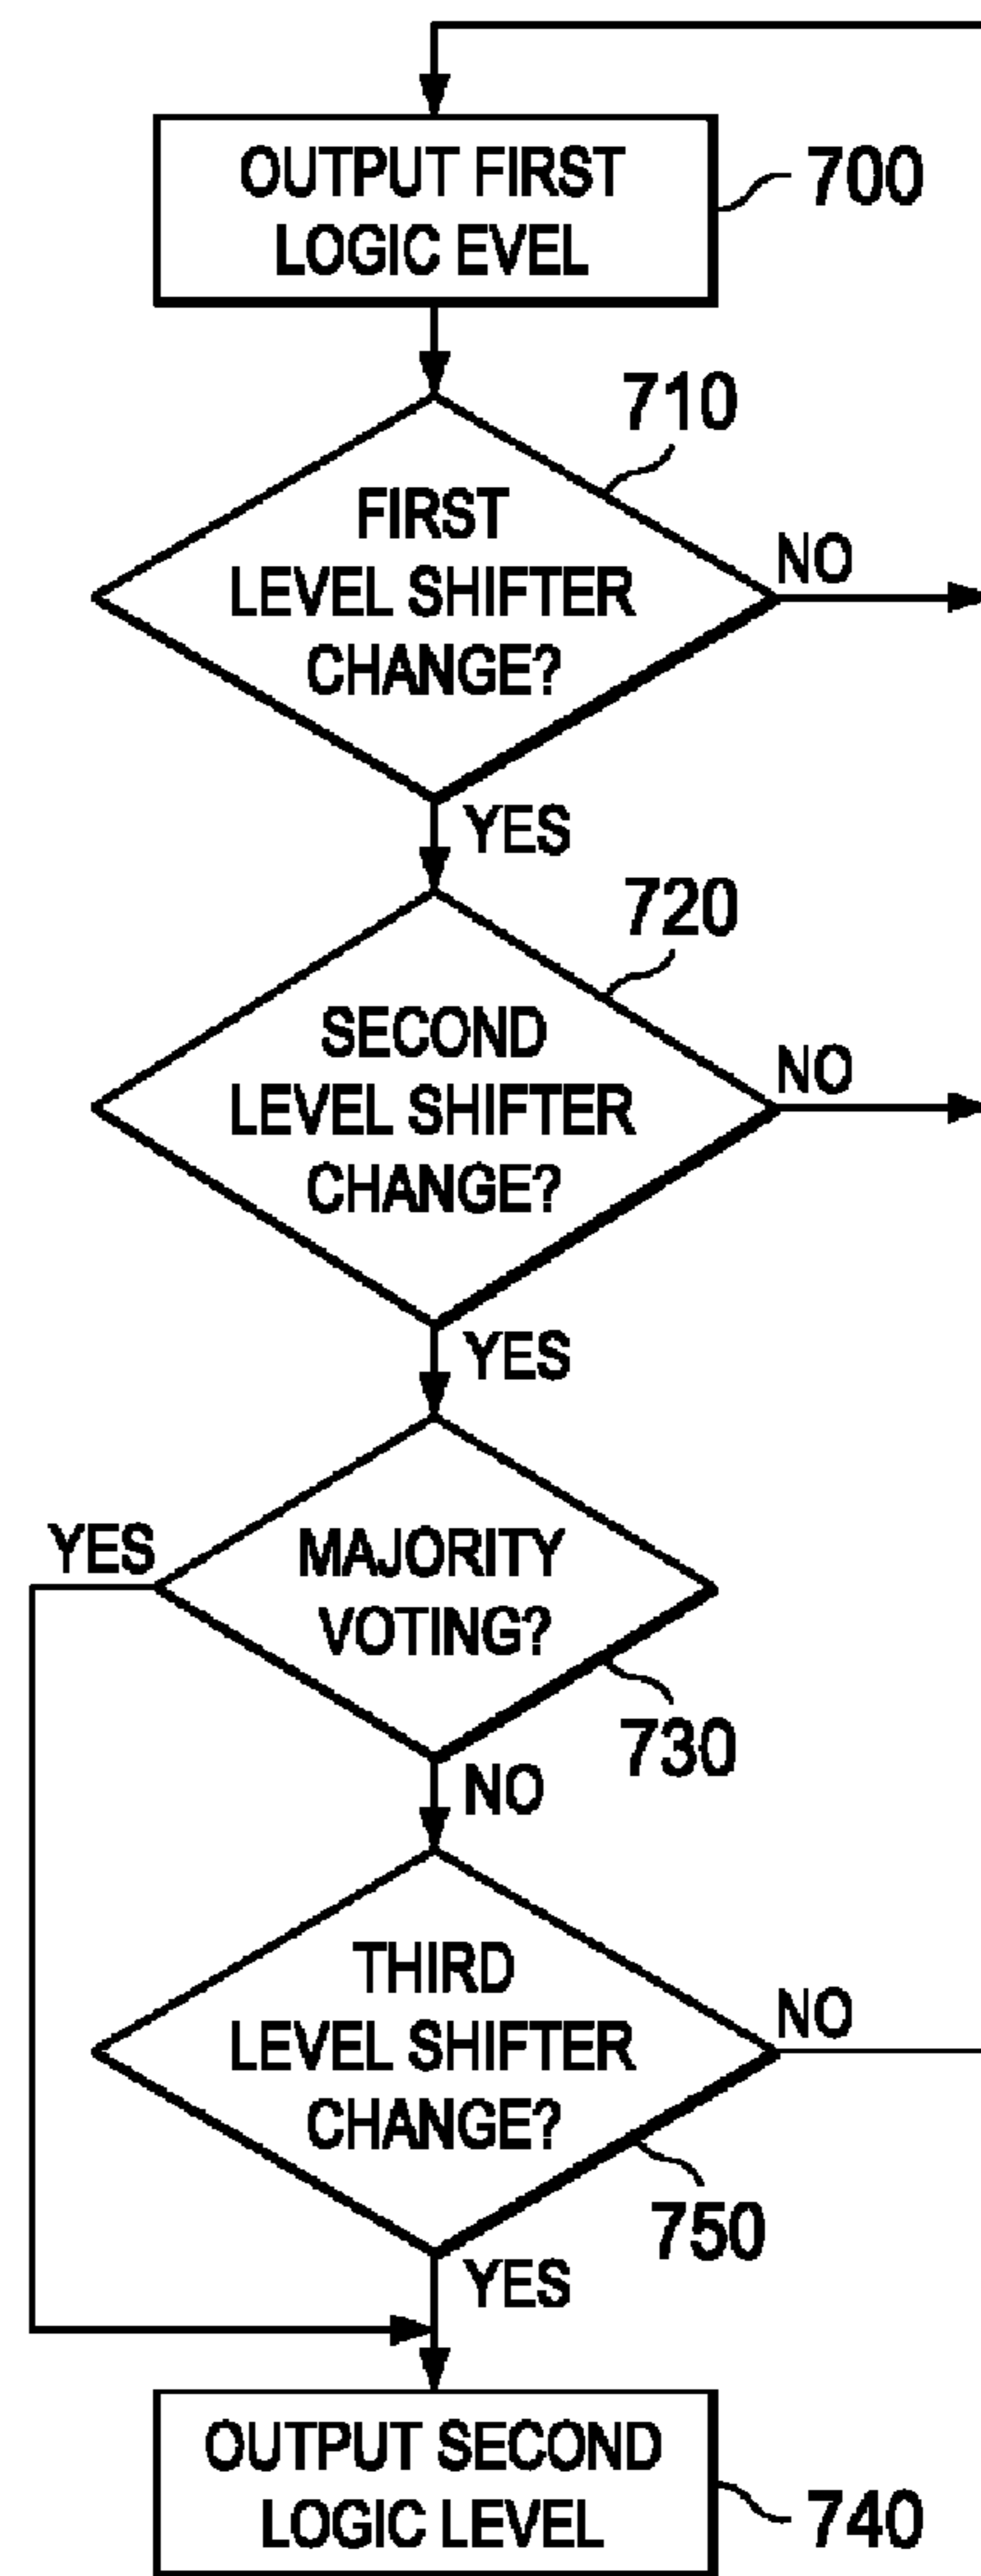 OUTPUT FIRST
LOGIC EVEL
700
710
FIRST
LEVEL SHIFTER
CHANGE?
NO
YES
720
SECOND
LEVEL SHIFTER
CHANGE?
NO
YES
YES
MAJORITY
VOTING?
730
NO
THIRD
LEVEL SHIFTER
CHANGE?
NO
750
YES
OUTPUT SECOND
LOGIC LEVEL
740